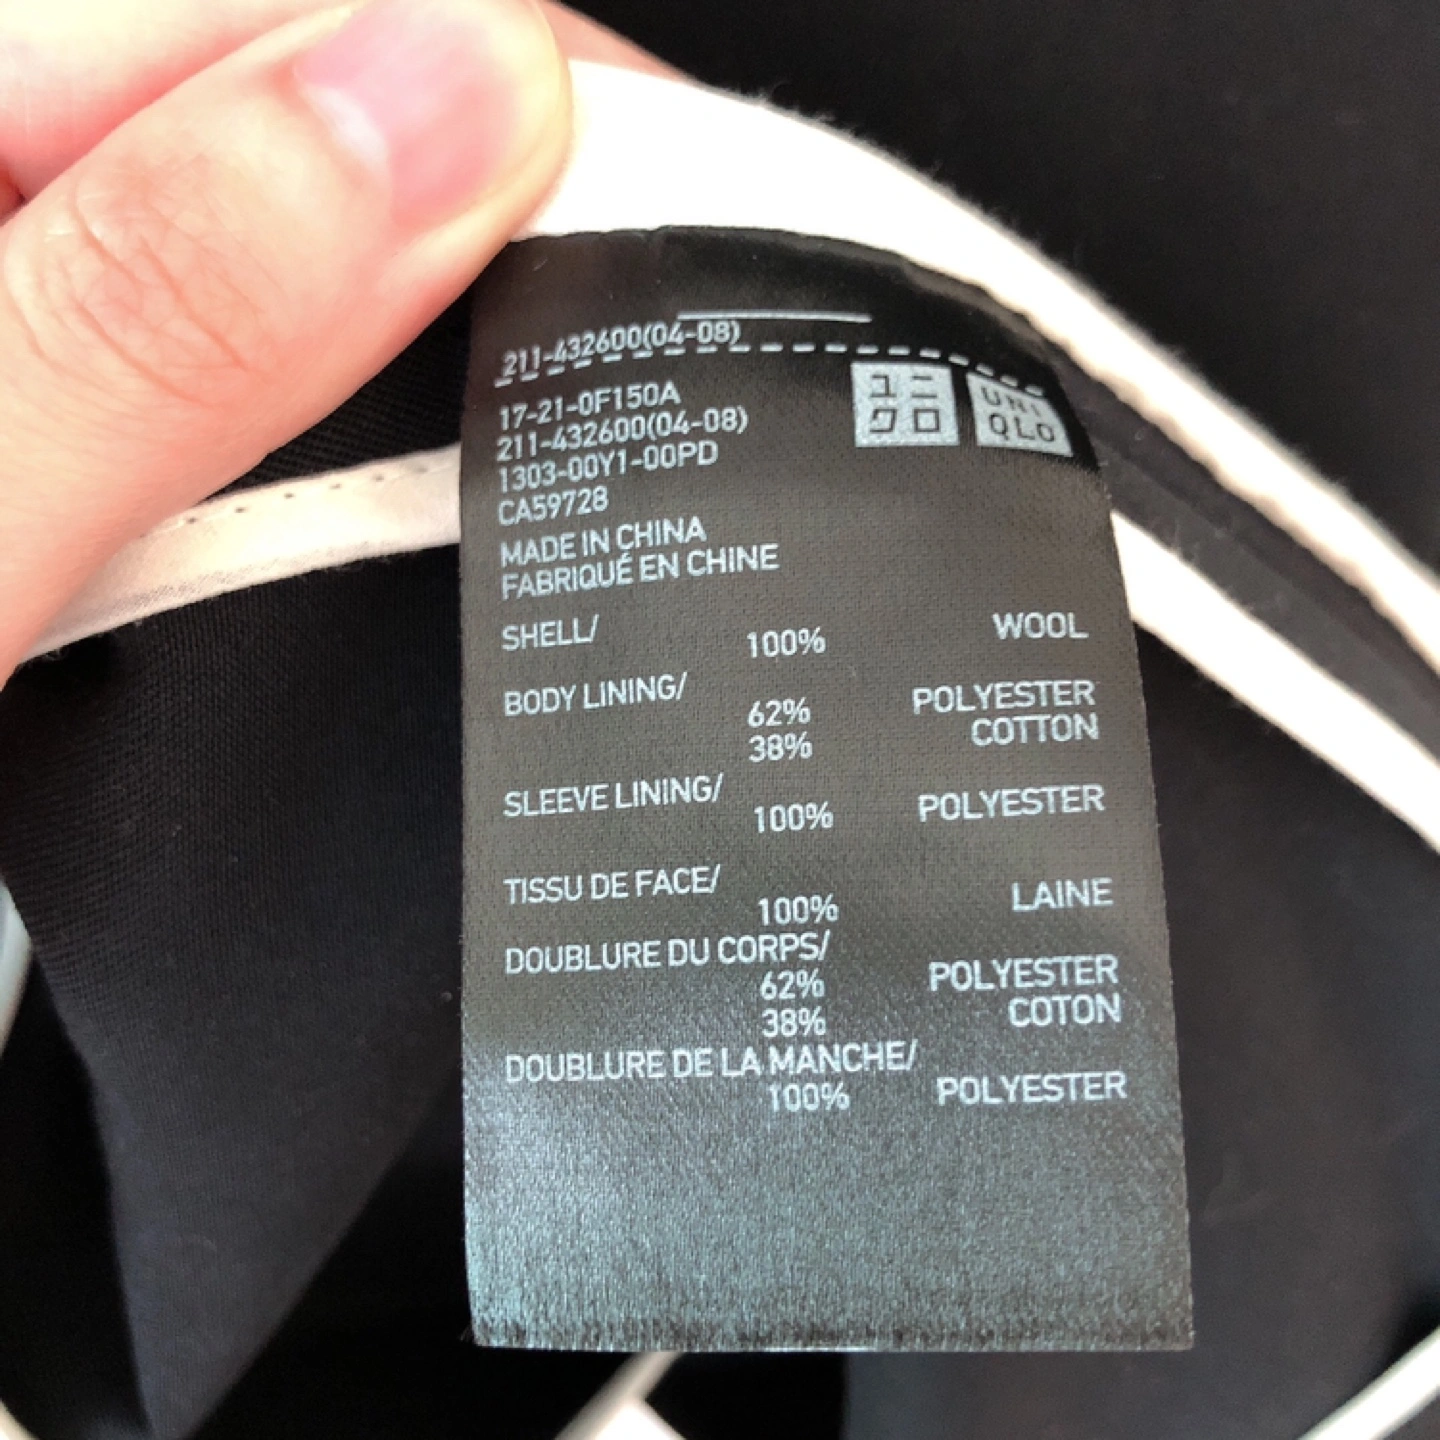 211-432600(04-08)
ユニ
クロ
UNI
QLO
17-21-0F150A
211-432600(04-08)
1303-00Y1-00PD
CA59728
MADE IN CHINA
FABRIQUÉ EN CHINE
SHELL/
100% WOOL
BODY LINING/
62% POLYESTER
38% COTTON
SLEEVE LINING/
100% POLYESTER
TISSU DE FACE/
100% LAINE
DOUBLURE DU CORPS/
62% POLYESTER
38% COTON
DOUBLURE DE LA MANCHE/
100% POLYESTER